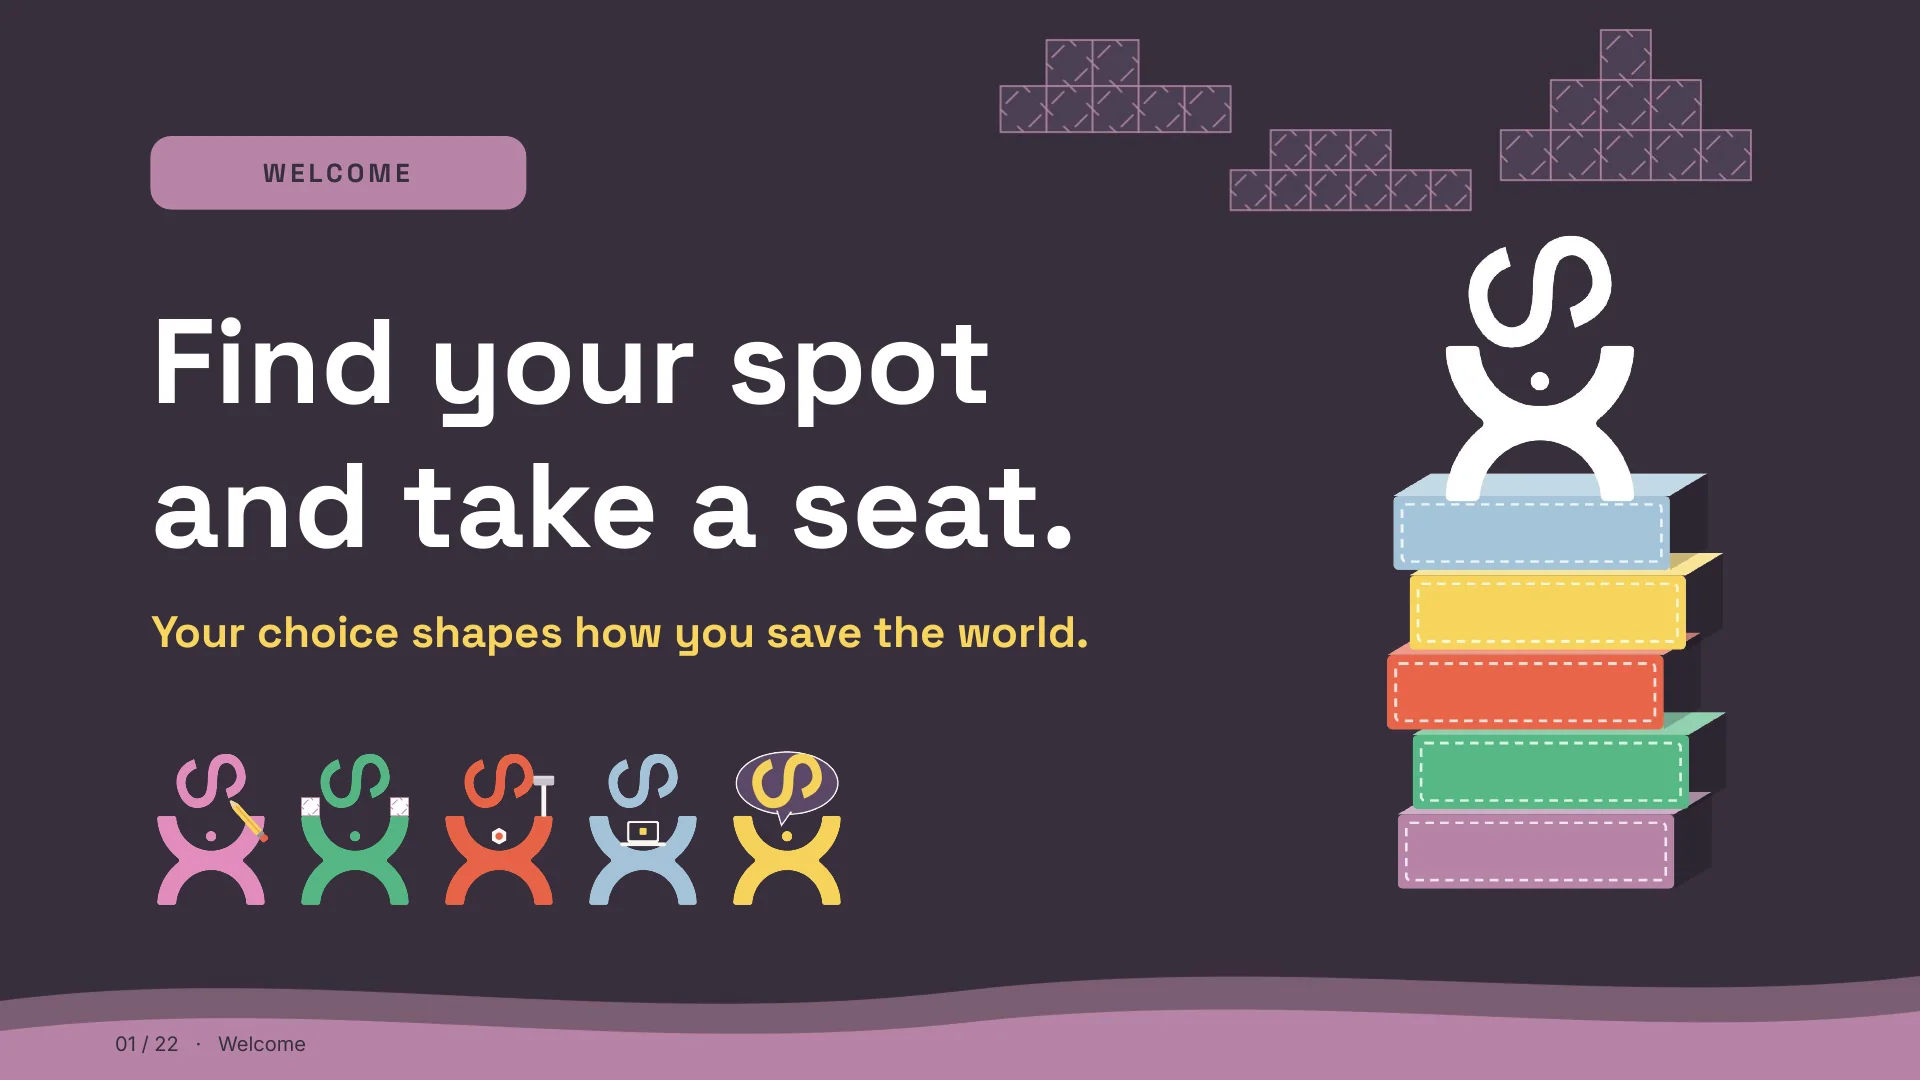 WELCOME
Find your spot
and take a seat.
Your choice shapes how you save the world.
01 / 22 · Welcome